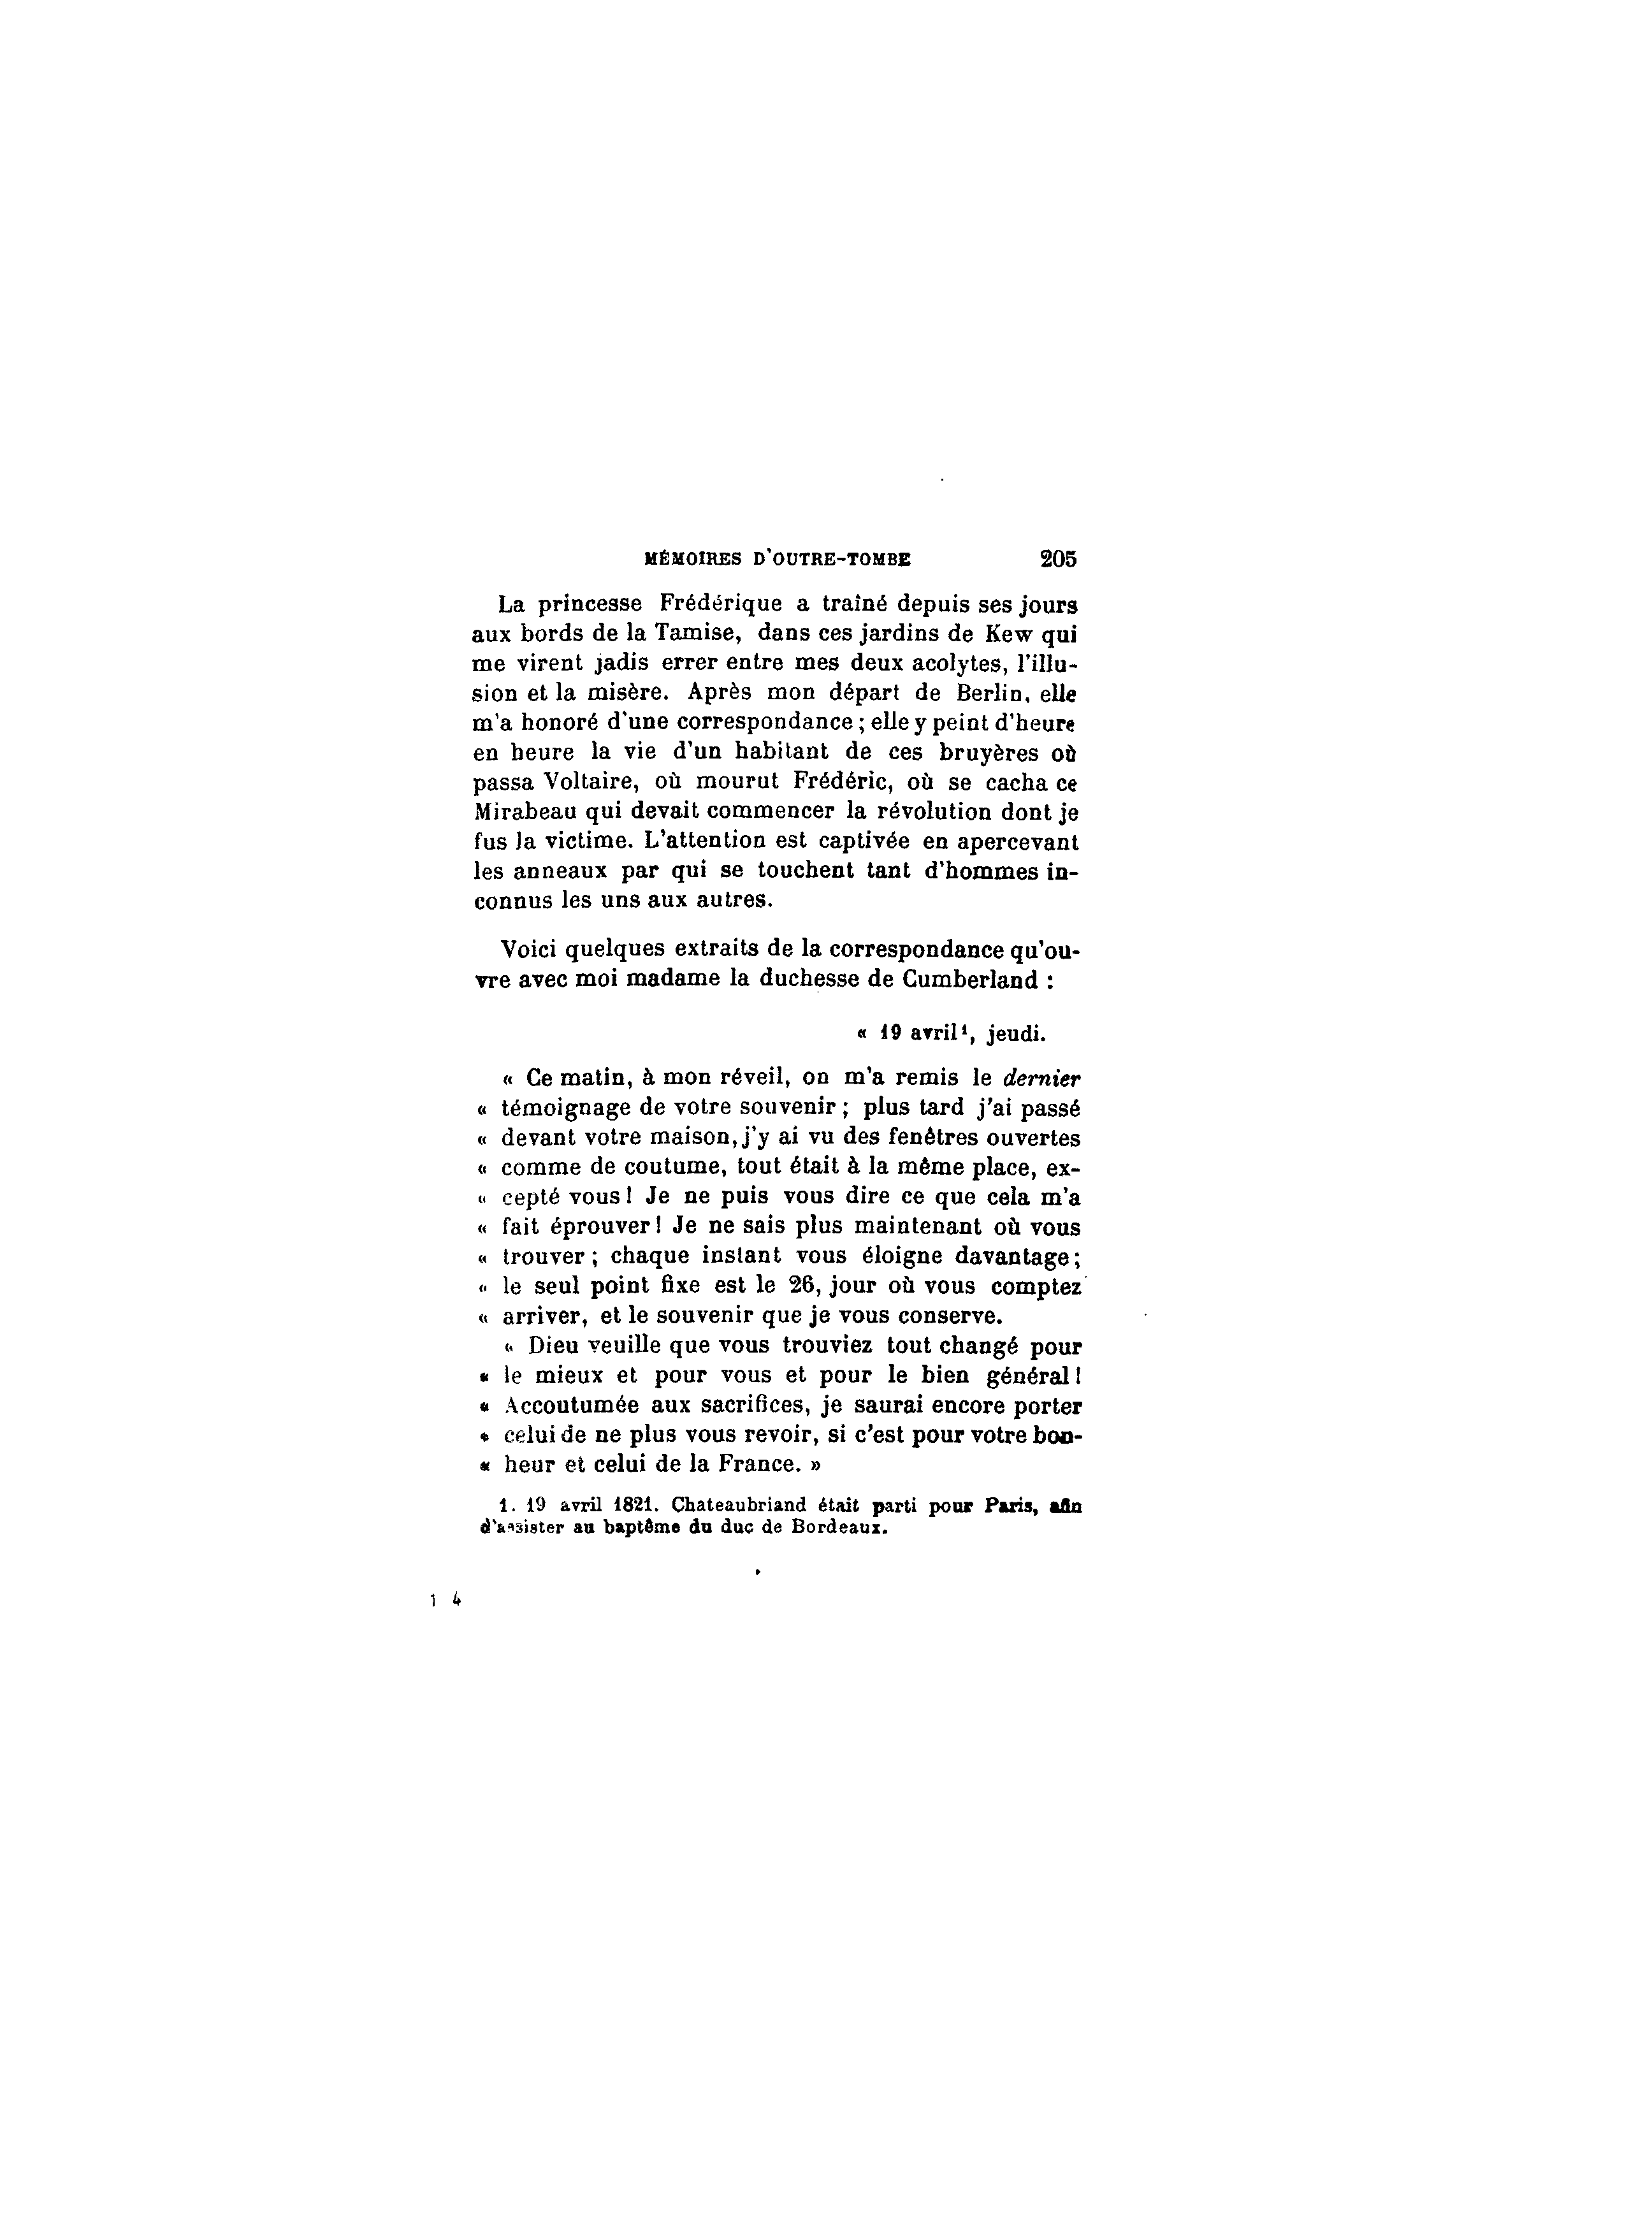 MÉMOIRES D'OUTRE-TOMBE 205
La princesse Frédérique a traîné depuis ses jours
aux bords de la Tamise, dans ces jardins de Kew qui
me virent jadis errer entre mes deux acolytes, l'illu-
sion et la misère. Après mon départ de Berlin, elle
m'a honoré d'une correspondance ; elle y peint d'heure
en heure la vie d'un habitant de ces bruyères où
passa Voltaire, où mourut Frédéric, où se cacha ce
Mirabeau qui devait commencer la révolution dont je
fus la victime. L'attention est captivée en apercevant
les anneaux par qui se touchent tant d'hommes in-
connus les uns aux autres.
Voici quelques extraits de la correspondance qu'ou-
vre avec moi madame la duchesse de Cumberland :
« 19 avril¹, jeudi.
« Ce matin, à mon réveil, on m'a remis le dernier
« témoignage de votre souvenir ; plus tard j'ai passé
« devant votre maison, j'y ai vu des fenêtres ouvertes
« comme de coutume, tout était à la même place, ex-
« cepté vous ! Je ne puis vous dire ce que cela m'a
« fait éprouver ! Je ne sais plus maintenant où vous
« trouver ; chaque instant vous éloigne davantage ;
« le seul point fixe est le 26, jour où vous comptez
« arriver, et le souvenir que je vous conserve.
« Dieu veuille que vous trouviez tout changé pour
« le mieux et pour vous et pour le bien général !
« Accoutumée aux sacrifices, je saurai encore porter
« celui de ne plus vous revoir, si c'est pour votre bon-
« heur et celui de la France. »
1. 19 avril 1821. Chateaubriand était parti pour Paris, afin
d'assister au baptême du duc de Bordeaux.
1 4